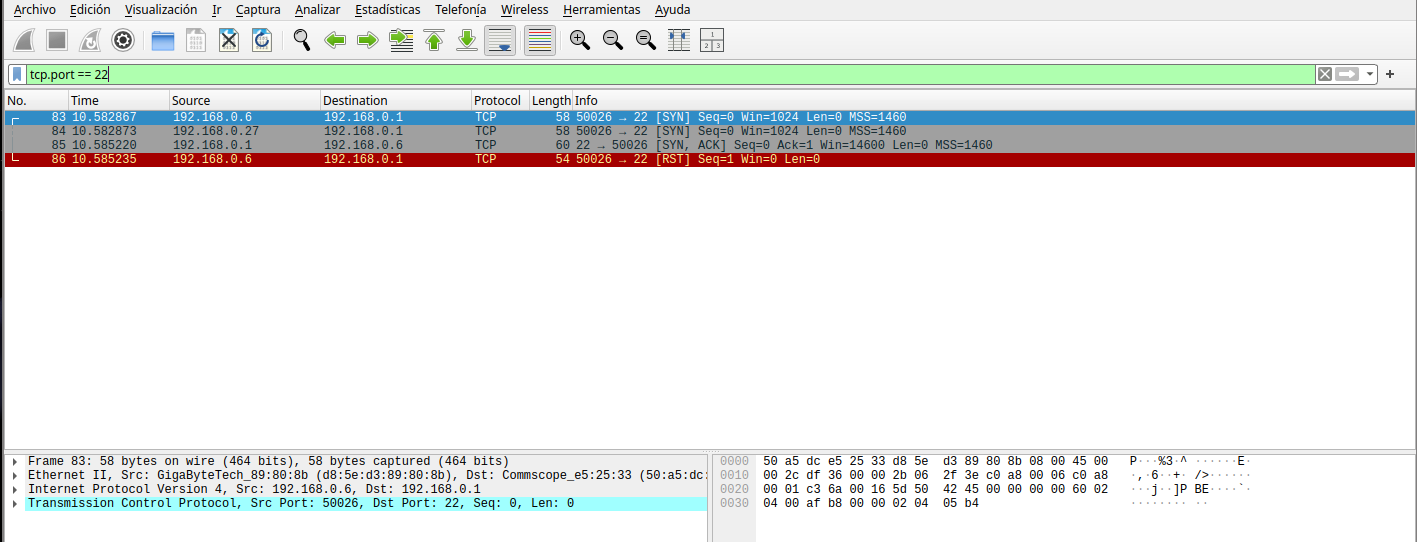 Archivo Edición Visualización Ir Captura Analizar Estadísticas Telefonía Wireless Herramientas Ayuda
tcp.port == 22
No. Time Source Destination Protocol Length Info
83 10.582867 192.168.0.6 192.168.0.1 TCP 58 50026 → 22 [SYN] Seq=0 Win=1024 Len=0 MSS=1460
84 10.582873 192.168.0.27 192.168.0.1 TCP 58 50026 → 22 [SYN] Seq=0 Win=1024 Len=0 MSS=1460
85 10.585220 192.168.0.1 192.168.0.6 TCP 60 22 → 50026 [SYN, ACK] Seq=0 Ack=1 Win=14600 Len=0 MSS=1460
86 10.585235 192.168.0.6 192.168.0.1 TCP 54 50026 → 22 [RST] Seq=1 Win=0 Len=0
Frame 83: 58 bytes on wire (464 bits), 58 bytes captured (464 bits)
Ethernet II, Src: GigaByteTech_89:80:8b (d8:5e:d3:89:80:8b), Dst: Commscope_e5:25:33 (50:a5:dc:
Internet Protocol Version 4, Src: 192.168.0.6, Dst: 192.168.0.1
Transmission Control Protocol, Src Port: 50026, Dst Port: 22, Seq: 0, Len: 0
0000 50 a5 dc e5 25 33 d8 5e d3 89 80 8b 08 00 45 00 P···%3·^ ······E·
0010 00 2c df 36 00 00 2b 06 2f 3e c0 a8 00 06 c0 a8 ·,·6··+· />······
0020 00 01 c3 6a 00 16 5d 50 42 45 00 00 00 00 60 02 ···j··]P BE····`·
0030 04 00 af b8 00 00 02 04 05 b4 ········ ··